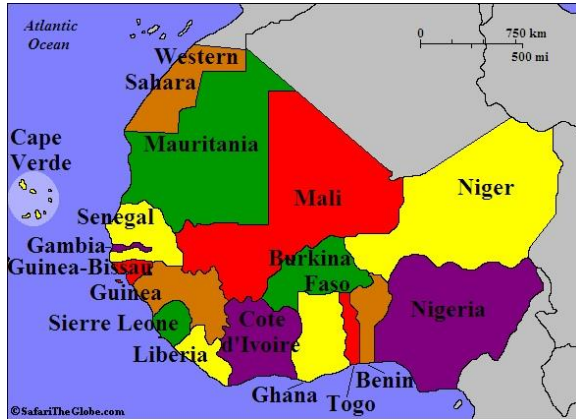 Atlantic
Ocean
0 750 km
500 mi
Western
Sahara
Cape
Verde
Mauritania
Mali
Niger
Senegal
Gambia
Guinea-Bissau
Guinea
Burkina
Faso
Nigeria
Sierre Leone
Cote
d'Ivoire
Liberia
Ghana
Togo
Benin
©SafariTheGlobe.com